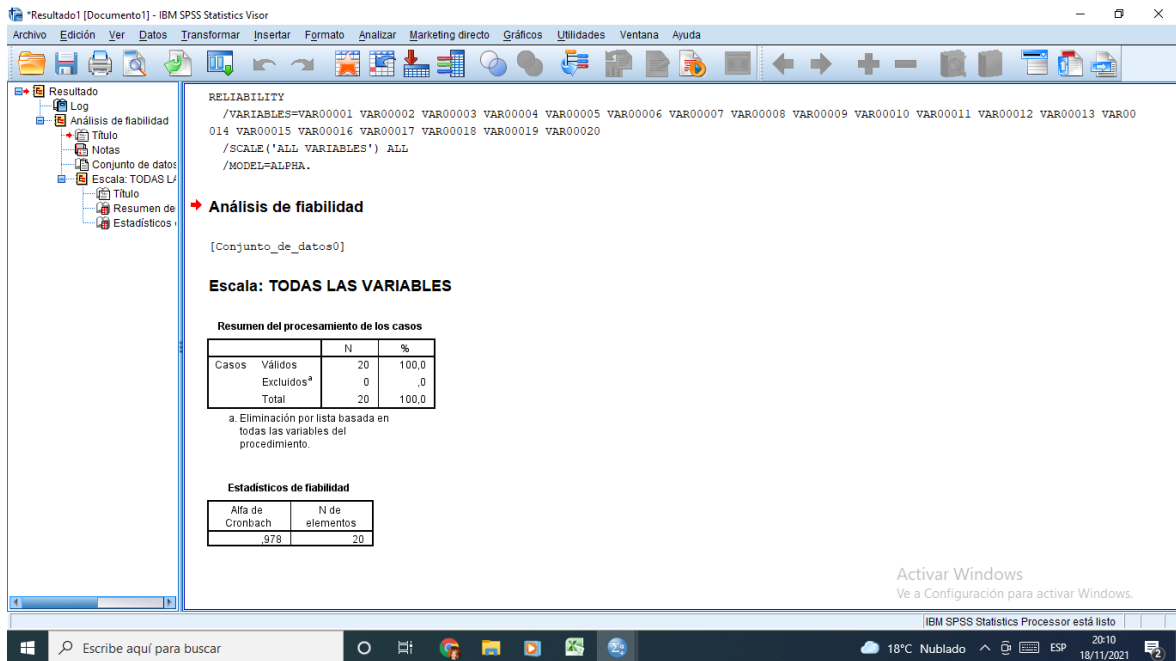 *Resultado1 [Documento1] - IBM SPSS Statistics Visor
Archivo Edición Ver Datos Transformar Insertar Formato Analizar Marketing directo Gráficos Utilidades Ventana Ayuda
Resultado
Log
Análisis de fiabilidad
Título
Notas
Conjunto de datos
Escala: TODAS LA
Título
Resumen de
Estadísticos
RELIABILITY
/VARIABLES=VAR00001 VAR00002 VAR00003 VAR00004 VAR00005 VAR00006 VAR00007 VAR00008 VAR00009 VAR00010 VAR00011 VAR00012 VAR00013 VAR00
014 VAR00015 VAR00016 VAR00017 VAR00018 VAR00019 VAR00020
/SCALE('ALL VARIABLES') ALL
/MODEL=ALPHA.
Análisis de fiabilidad
[Conjunto_de_datos0]
Escala: TODAS LAS VARIABLES
Resumen del procesamiento de los casos
N %
Casos Válidos 20 100,0
Excluidosa 0 ,0
Total 20 100,0
a. Eliminación por lista basada en
todas las variables del
procedimiento.
Estadísticos de fiabilidad
Alfa de N de
Cronbach elementos
,978 20
Activar Windows
Ve a Configuración para activar Windows.
IBM SPSS Statistics Processor está listo
Escribe aquí para buscar
18°C Nublado
ESP
20:10
18/11/2021
2